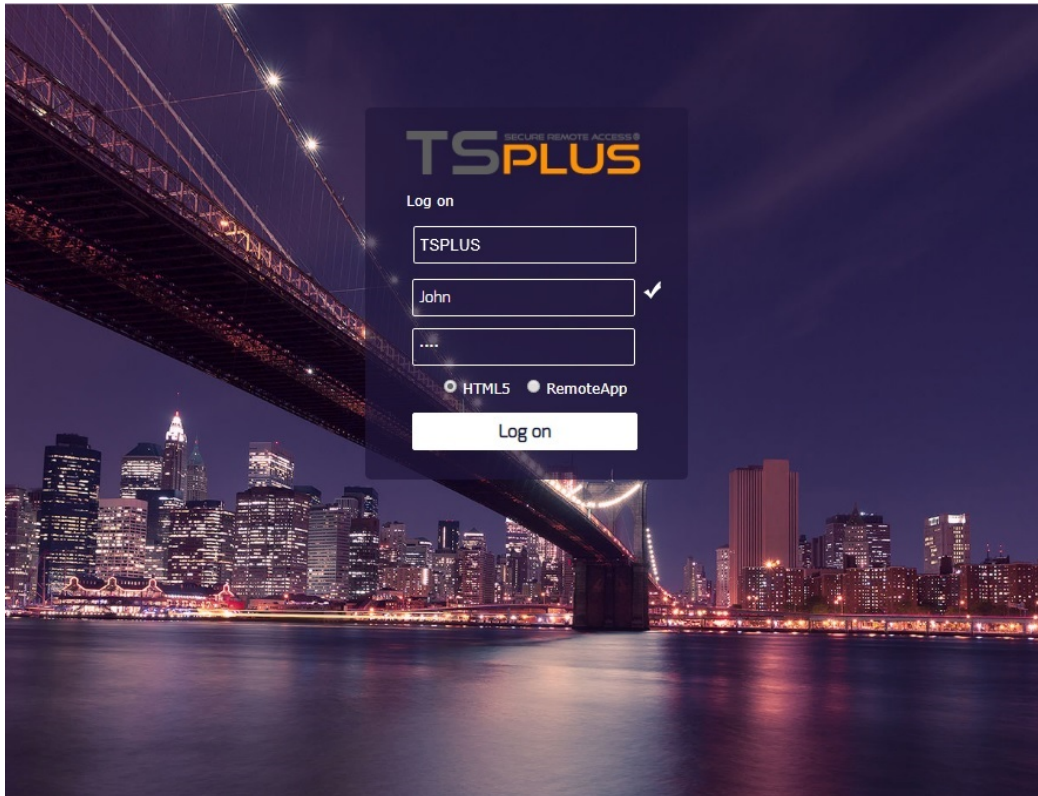 SECURE REMOTE ACCESS®
TSPLUS
Log on
TSPLUS
John
....
HTML5 RemoteApp
Log on